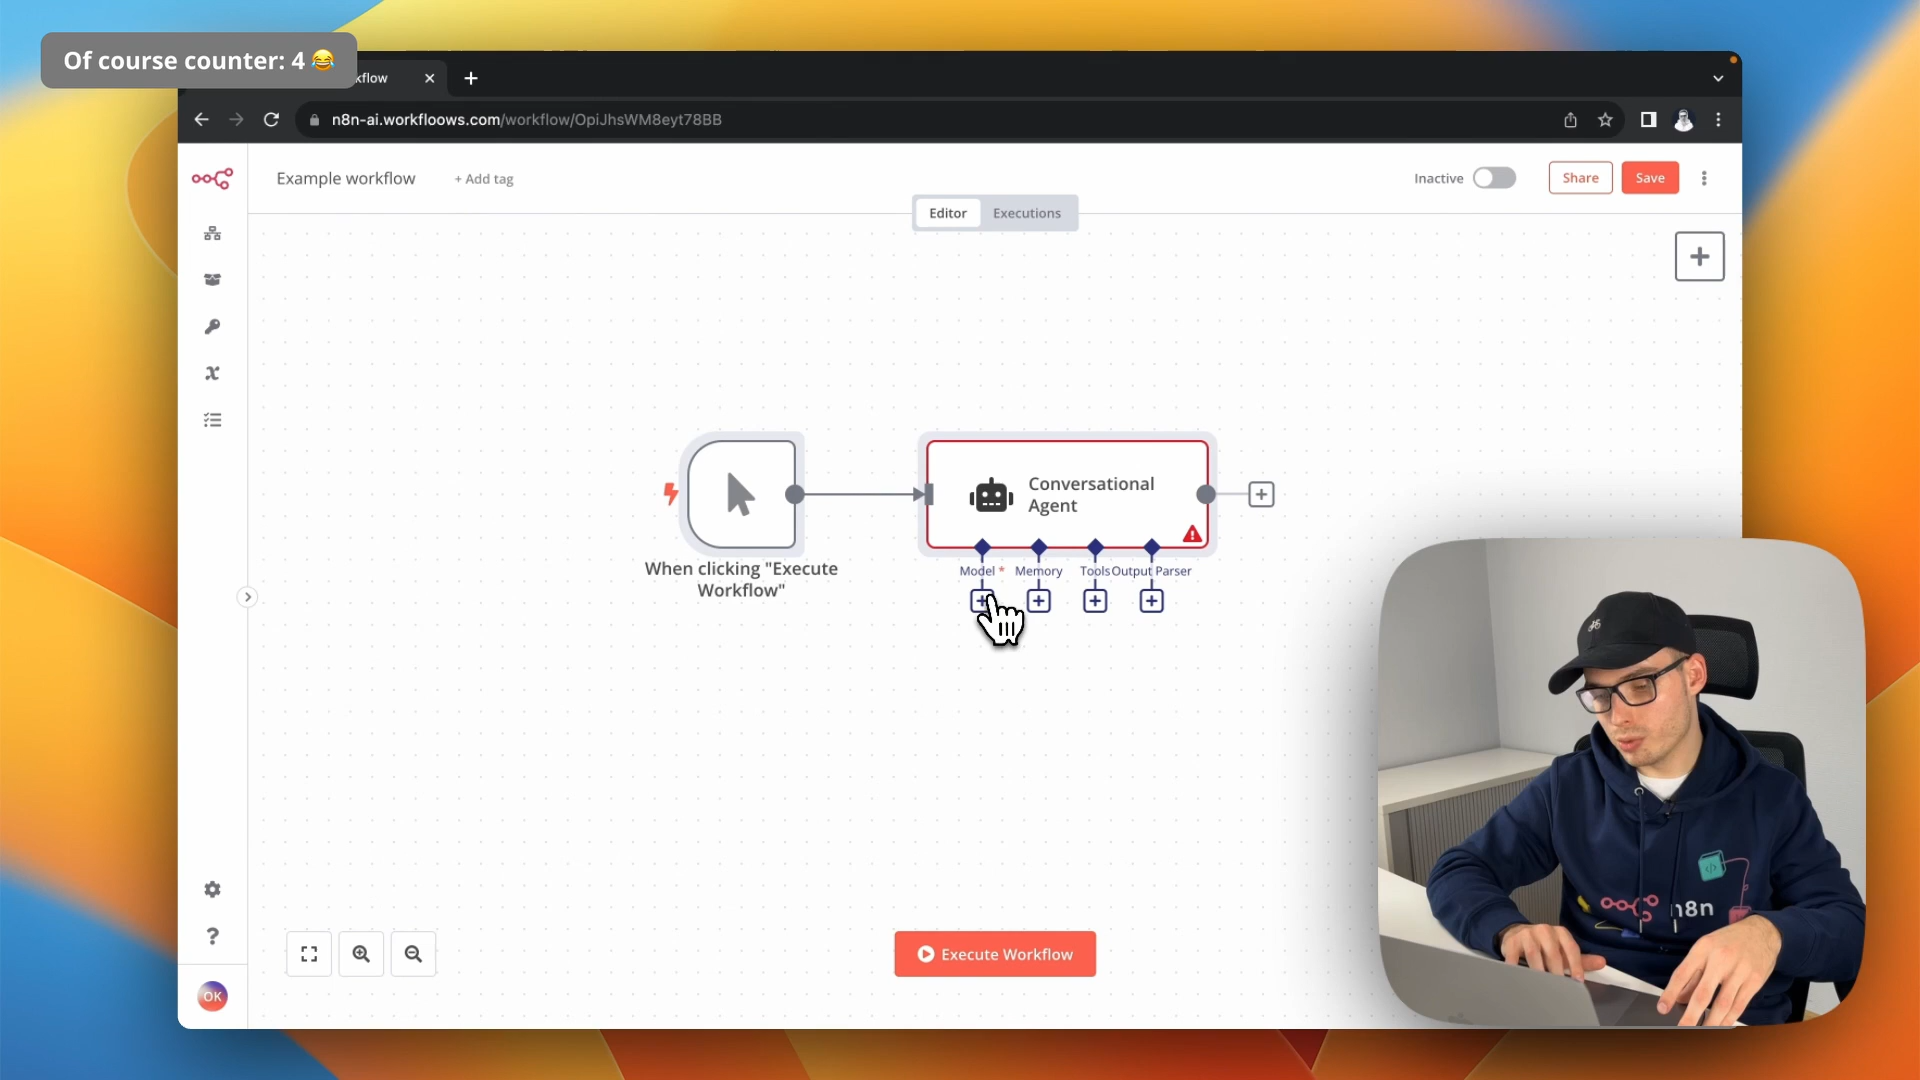 Of course counter: 4 😂
kflow
n8n-ai.workfloows.com/workflow/OpiJhsWM8eyt78BB
Example workflow
+ Add tag
Inactive
Share
Save
Editor
Executions
Conversational
Agent
When clicking "Execute
Workflow"
Model *
Memory
Tools
Output Parser
Execute Workflow
OK
n8n